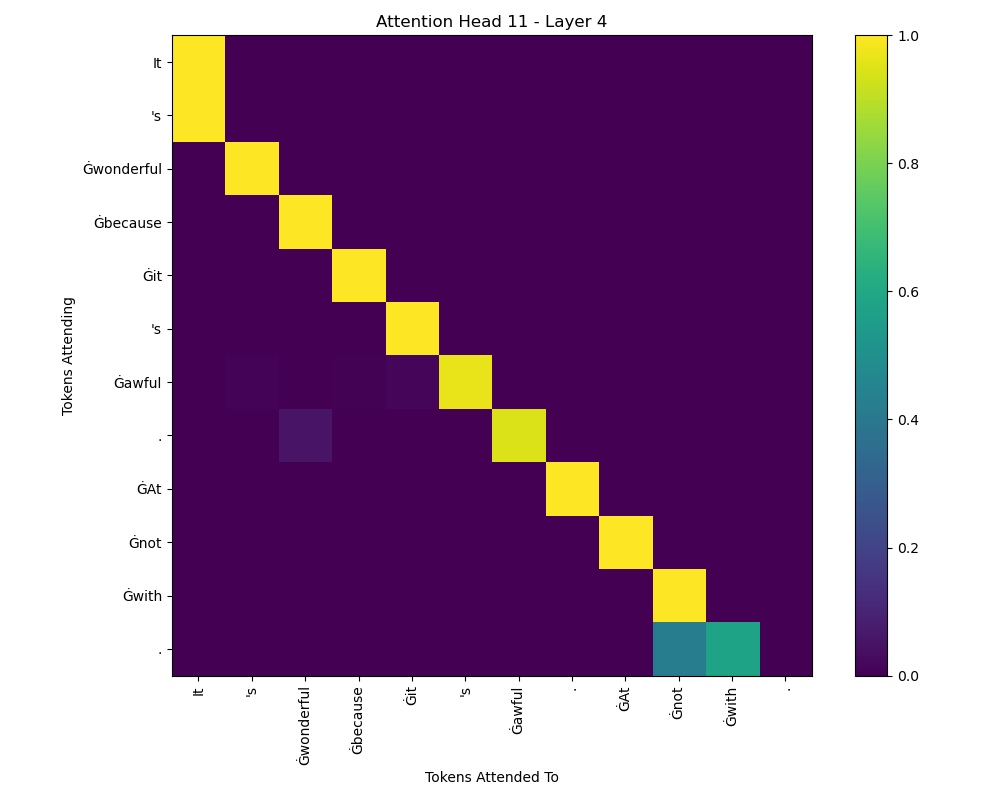 Attention Head 11 - Layer 4
Tokens Attending
It
's
Ġwonderful
Ġbecause
Ġit
's
Ġawful
.
ĠAt
Ġnot
Ġwith
.
It
's
Ġwonderful
Ġbecause
Ġit
's
Ġawful
.
ĠAt
Ġnot
Ġwith
.
Tokens Attended To
1.0
0.8
0.6
0.4
0.2
0.0